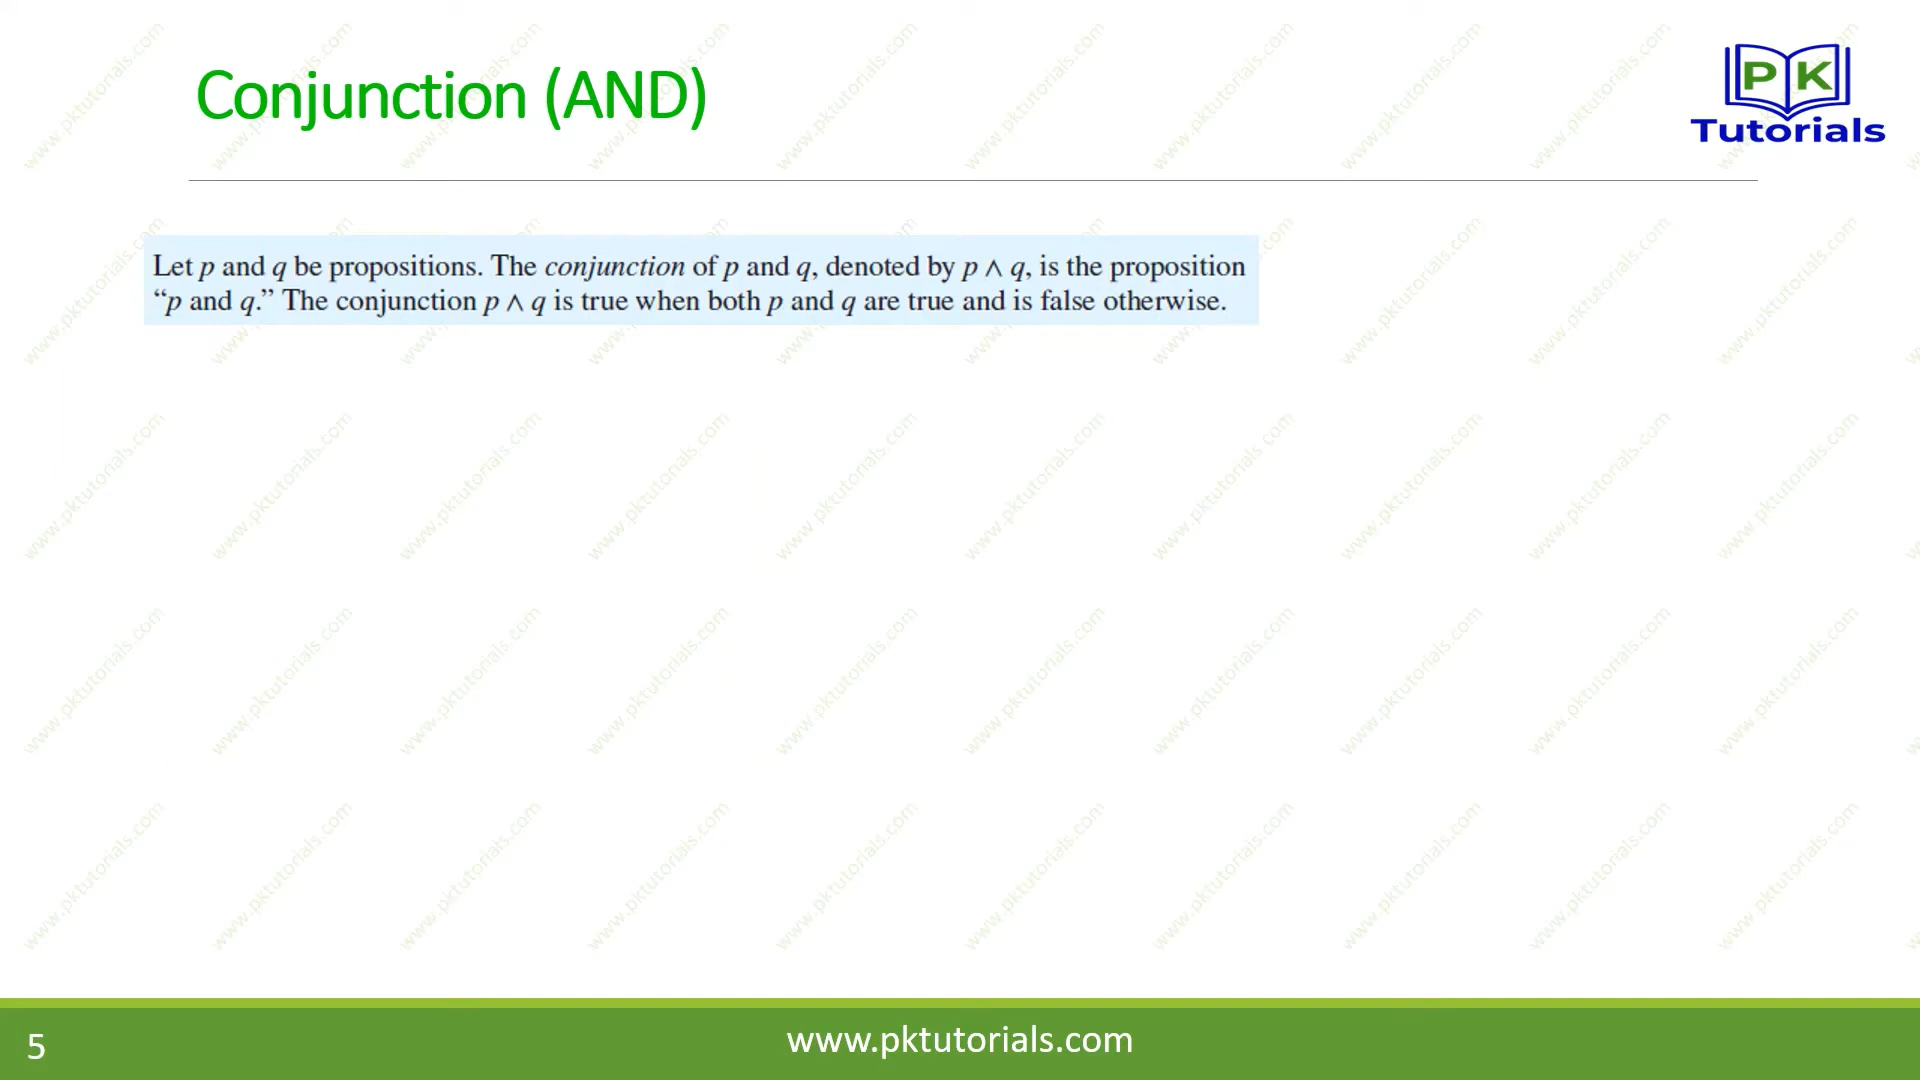 Conjunction (AND)
P K
Tutorials
Let p and q be propositions. The conjunction of p and q, denoted by p ∧ q, is the proposition
“p and q.” The conjunction p ∧ q is true when both p and q are true and is false otherwise.
5
www.pktutorials.com